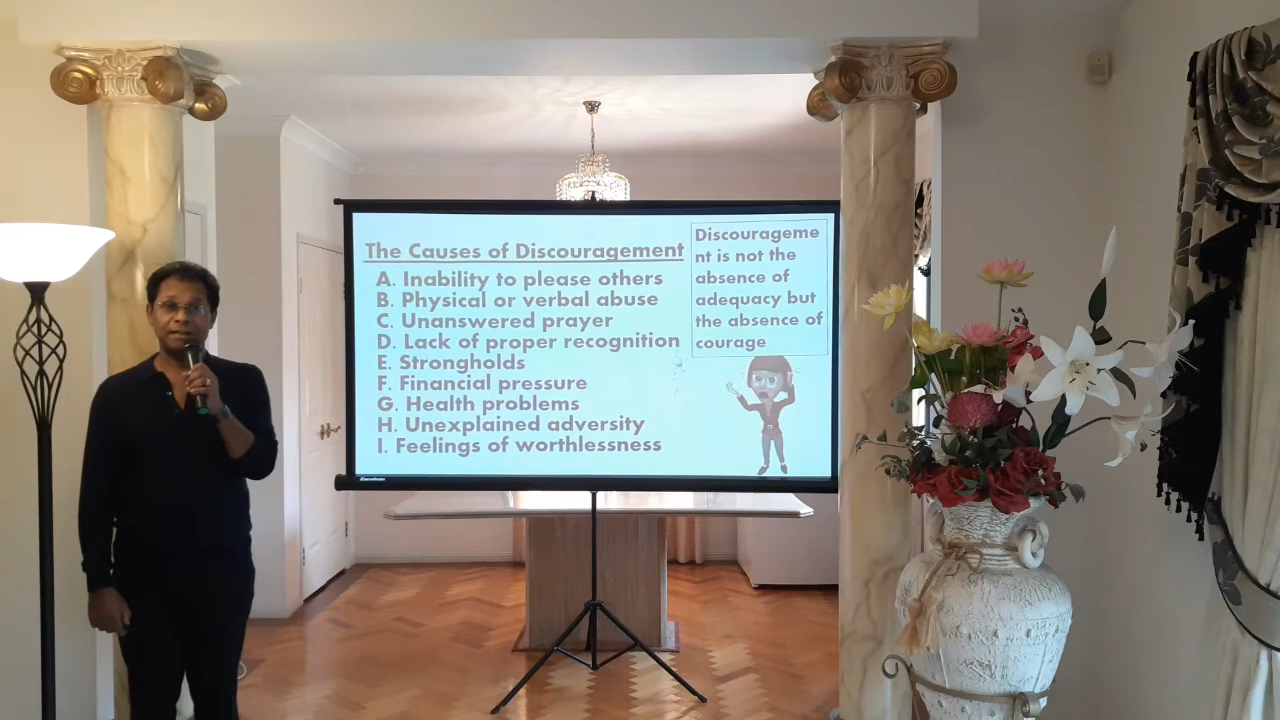 The Causes of Discouragement
A. Inability to please others
B. Physical or verbal abuse
C. Unanswered prayer
D. Lack of proper recognition
E. Strongholds
F. Financial pressure
G. Health problems
H. Unexplained adversity
I. Feelings of worthlessness
Discourageme
nt is not the
absence of
adequacy but
the absence of
courage